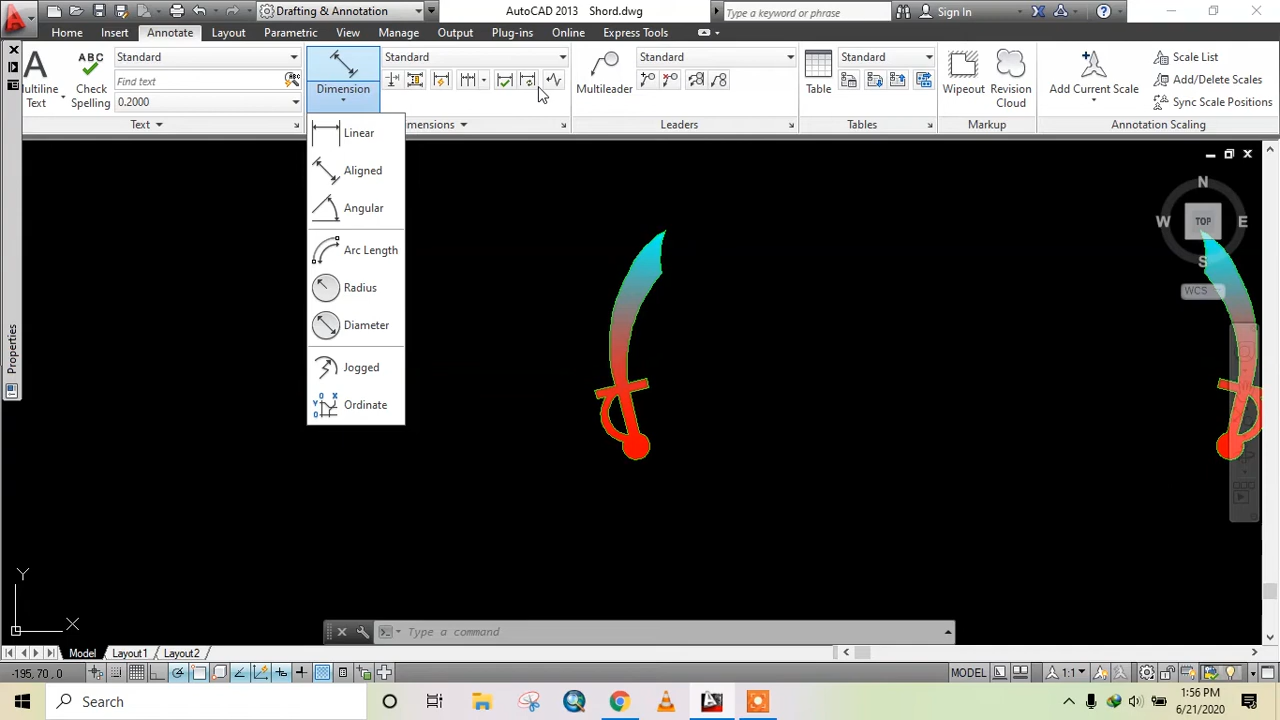 Drafting & Annotation
AutoCAD 2013 Shord.dwg
Type a keyword or phrase
Sign In
Home Insert Annotate Layout Parametric View Manage Output Plug-ins Online Express Tools
Standard
ultiline Text
Check Spelling
Find text
0.2000
Text
Dimension
Standard
mensions
Multileader
Standard
Leaders
Table
Standard
Tables
Wipeout
Revision Cloud
Markup
Add Current Scale
Scale List
Add/Delete Scales
Sync Scale Positions
Annotation Scaling
Linear
Aligned
Angular
Arc Length
Radius
Diameter
Jogged
Ordinate
Properties
N
W TOP E
S
WCS
Y
X
Type a command
Model Layout1 Layout2
-195, 70, 0
MODEL
1:1
Search
1:56 PM
6/21/2020